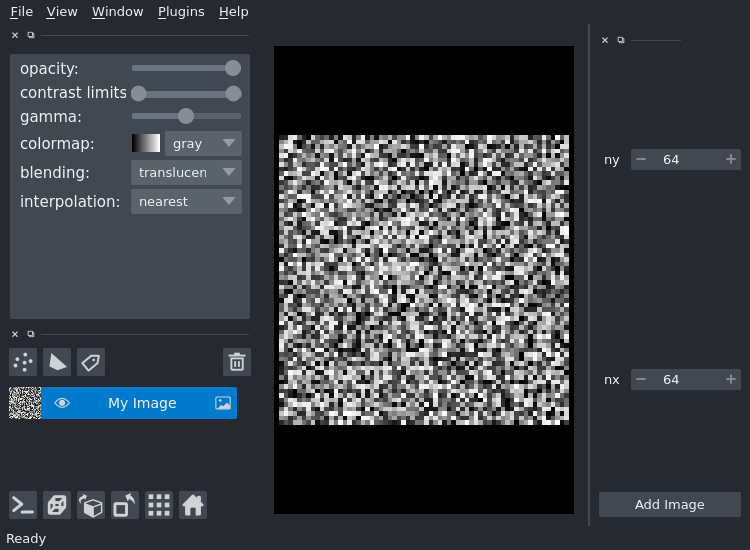 File View Window Plugins Help
opacity:
contrast limits
gamma:
colormap: gray
blending: translucen
interpolation: nearest
My Image
ny 64
nx 64
Add Image
Ready